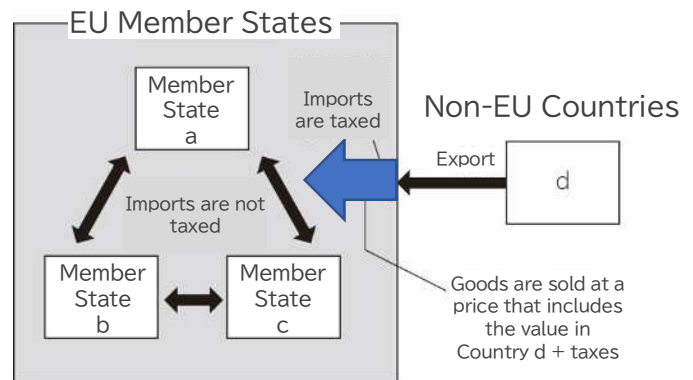 EU Member States
Member
State
a
Imports
are taxed
Non-EU Countries
Export
d
Imports are not
taxed
Member
State
b
Member
State
c
Goods are sold at a
price that includes
the value in
Country d + taxes